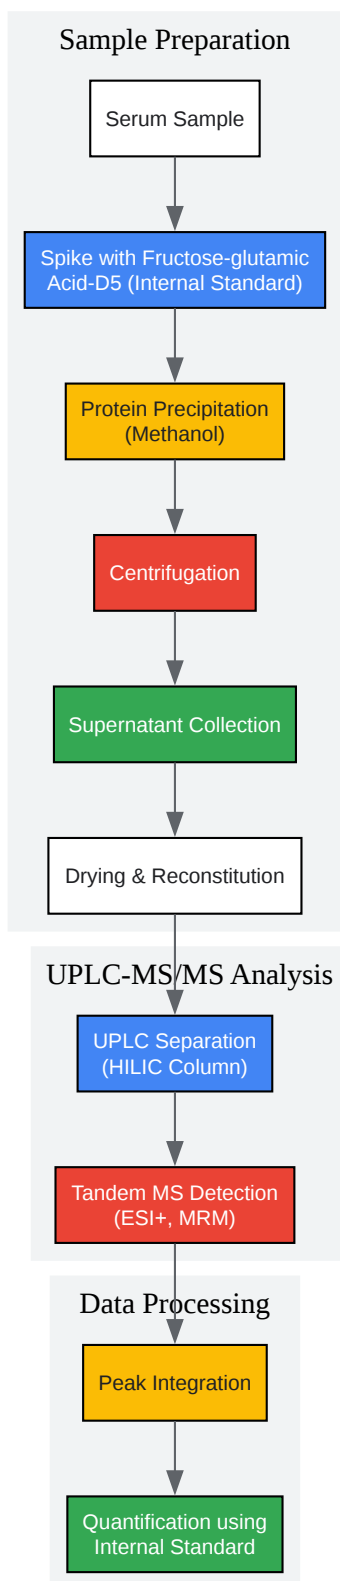 Sample Preparation
Serum Sample
Spike with Fructose-glutamic
Acid-D5 (Internal Standard)
Protein Precipitation
(Methanol)
Centrifugation
Supernatant Collection
Drying & Reconstitution
UPLC-MS/MS Analysis
UPLC Separation
(HILIC Column)
Tandem MS Detection
(ESI+, MRM)
Data Processing
Peak Integration
Quantification using
Internal Standard